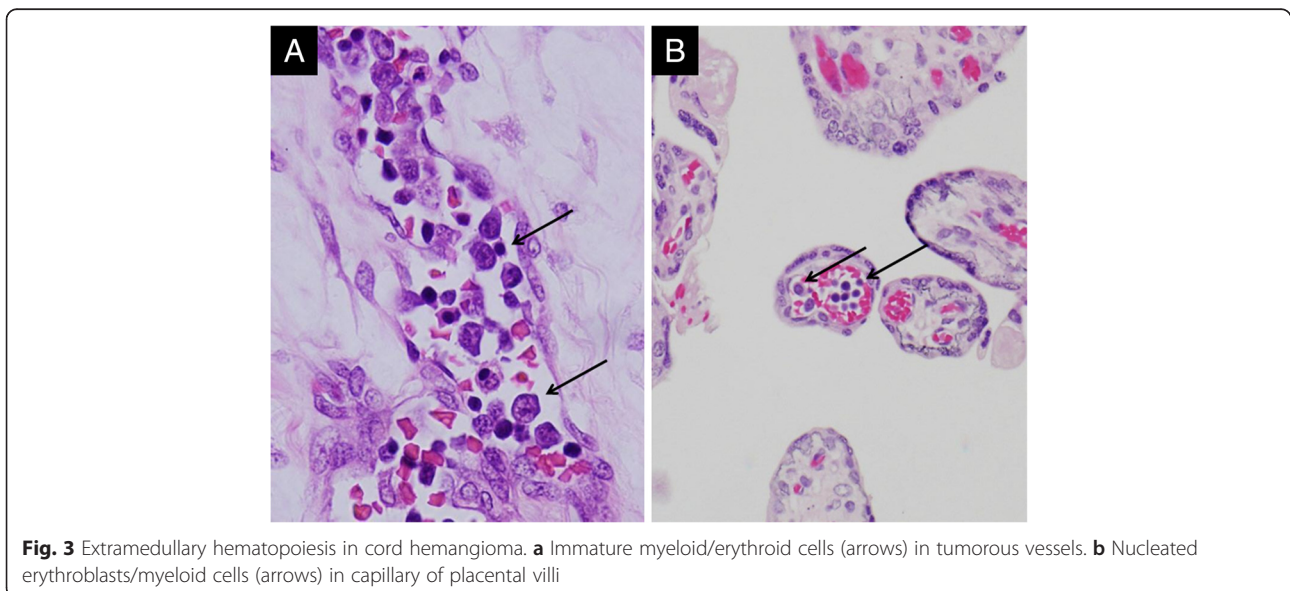 A
B
Fig. 3 Extramedullary hematopoiesis in cord hemangioma. a Immature myeloid/erythroid cells (arrows) in tumorous vessels. b Nucleated
erythroblasts/myeloid cells (arrows) in capillary of placental villi